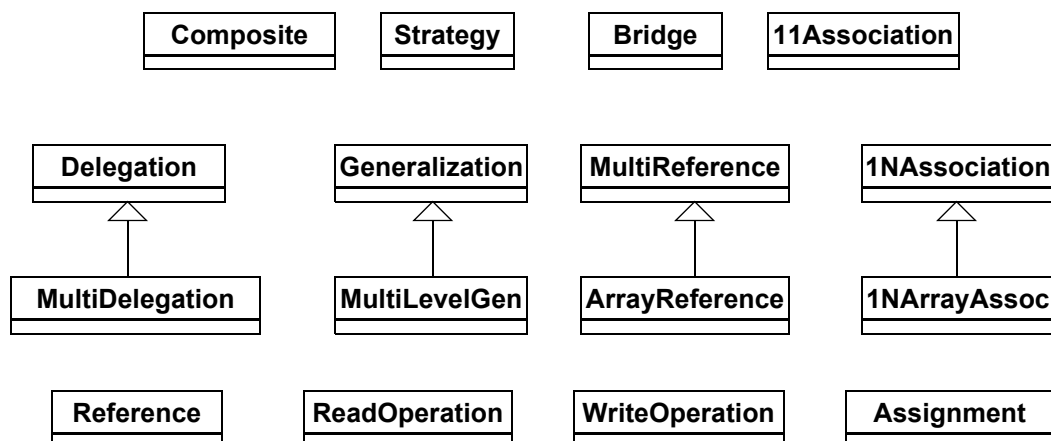 Composite Strategy Bridge 11Association
Delegation Generalization MultiReference 1NAssociation
MultiDelegation MultiLevelGen ArrayReference 1NArrayAssoc
Reference ReadOperation WriteOperation Assignment